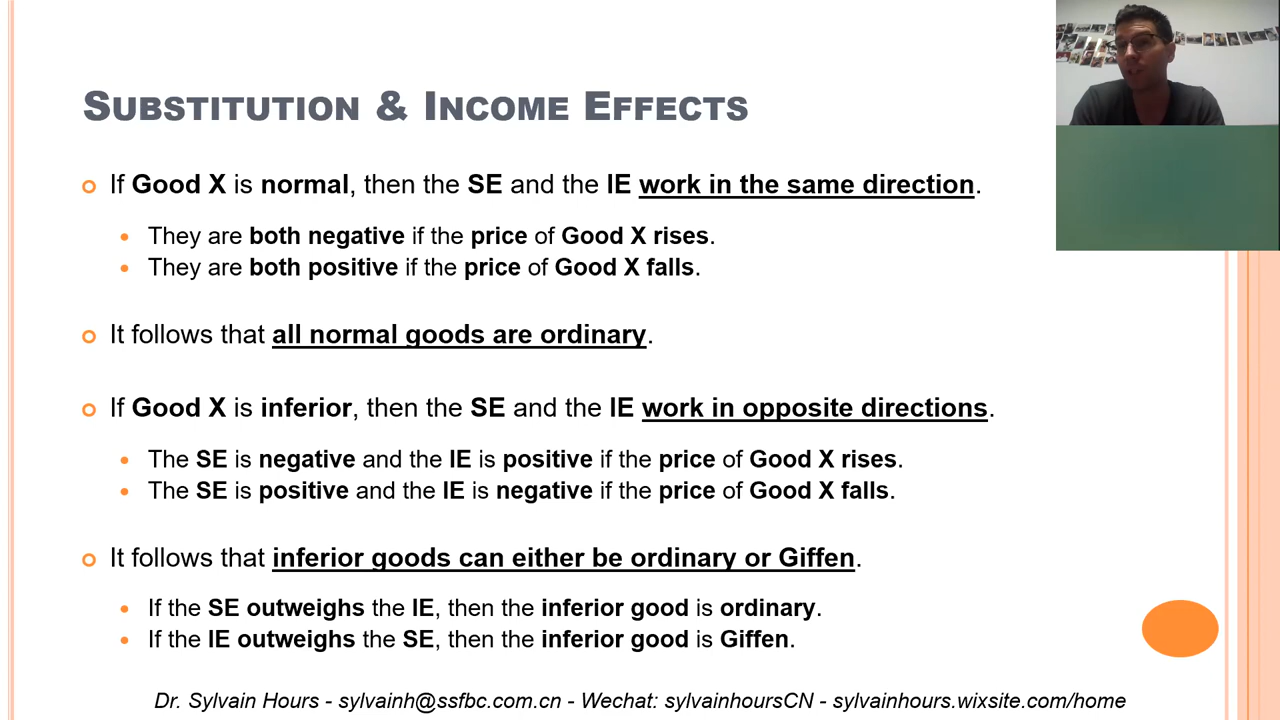 SUBSTITUTION & INCOME EFFECTS
If Good X is normal, then the SE and the IE work in the same direction.
They are both negative if the price of Good X rises.
They are both positive if the price of Good X falls.
It follows that all normal goods are ordinary.
If Good X is inferior, then the SE and the IE work in opposite directions.
The SE is negative and the IE is positive if the price of Good X rises.
The SE is positive and the IE is negative if the price of Good X falls.
It follows that inferior goods can either be ordinary or Giffen.
If the SE outweighs the IE, then the inferior good is ordinary.
If the IE outweighs the SE, then the inferior good is Giffen.
Dr. Sylvain Hours - sylvainh@ssfbc.com.cn - Wechat: sylvainhoursCN - sylvainhours.wixsite.com/home